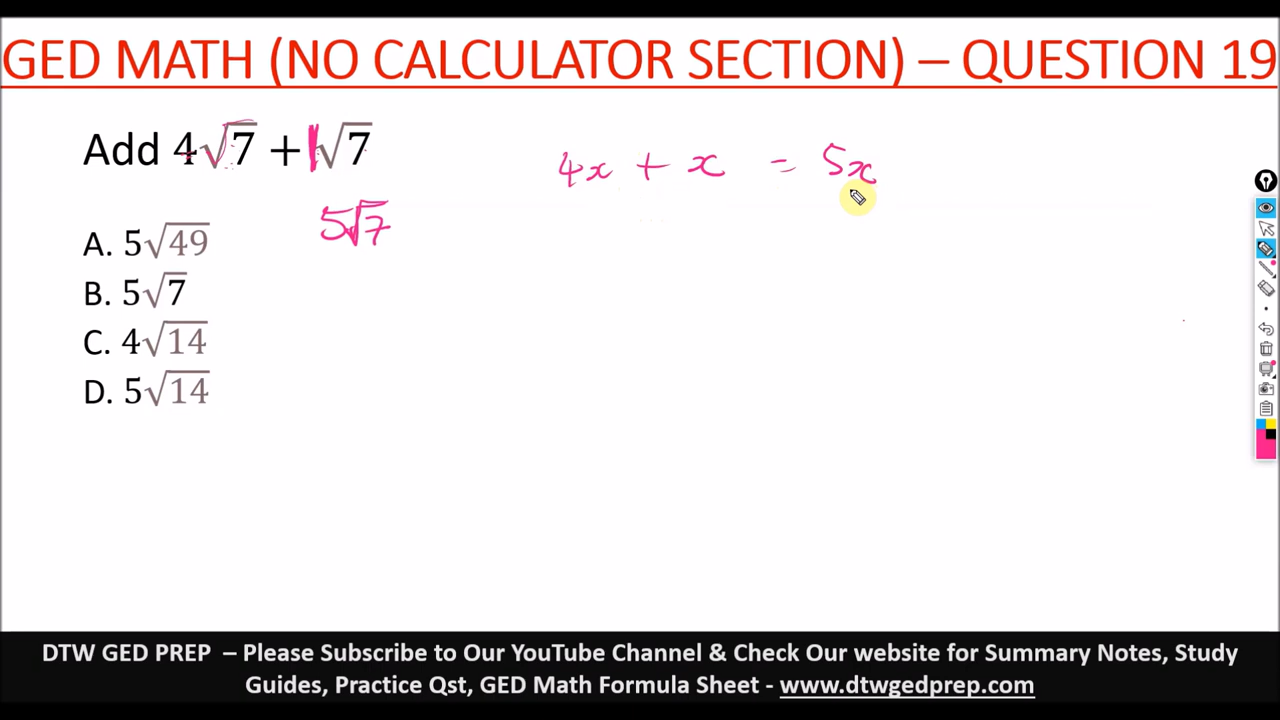 GED MATH (NO CALCULATOR SECTION) – QUESTION 19
Add 4√7 + 1√7
4x + x = 5x
5√7
A. 5√49
B. 5√7
C. 4√14
D. 5√14
DTW GED PREP – Please Subscribe to Our YouTube Channel & Check Our website for Summary Notes, Study
Guides, Practice Qst, GED Math Formula Sheet - www.dtwgedprep.com